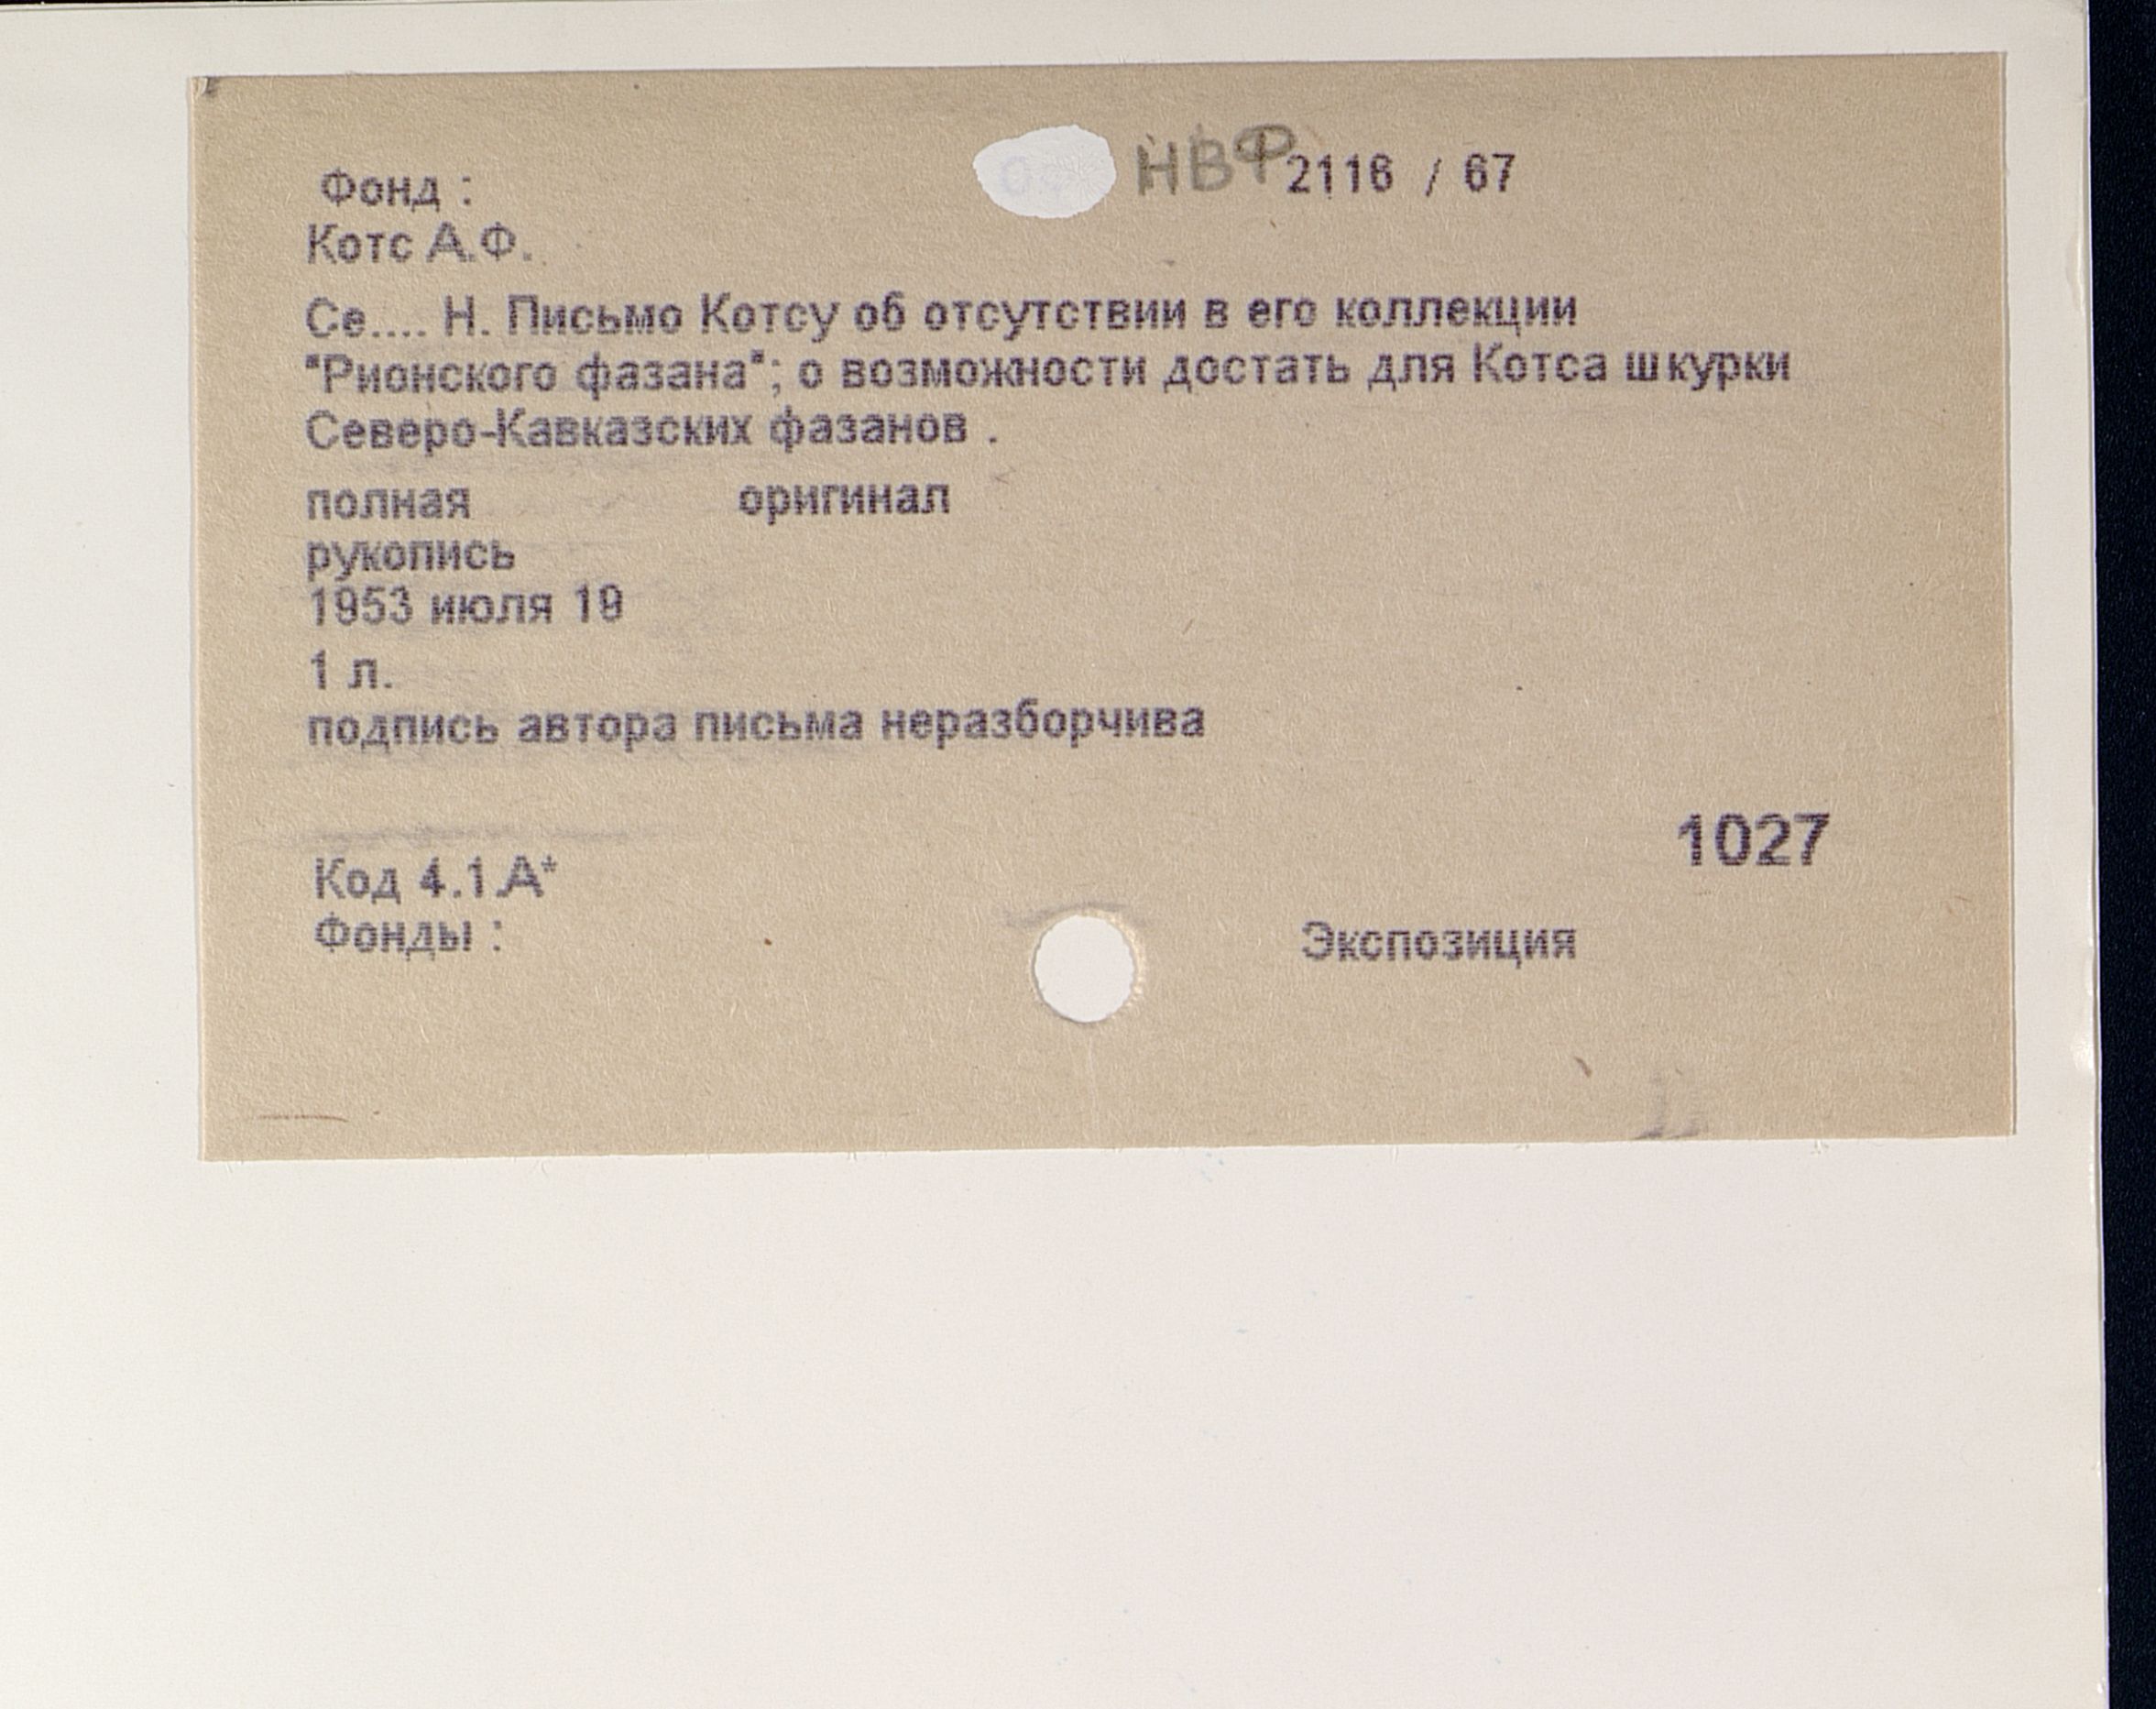 Фонд : НВФ 2116 / 67
Котс А.Ф.
Се.... Н. Письмо Котсу об отсутствии в его коллекции
"Рионского фазана"; о возможности достать для Котса шкурки
Северо-Кавказских фазанов .
полная оригинал
рукопись
1953 июля 19
1 л.
подпись автора письма неразборчива
1027
Код 4.1.А*
Фонды : Экспозиция